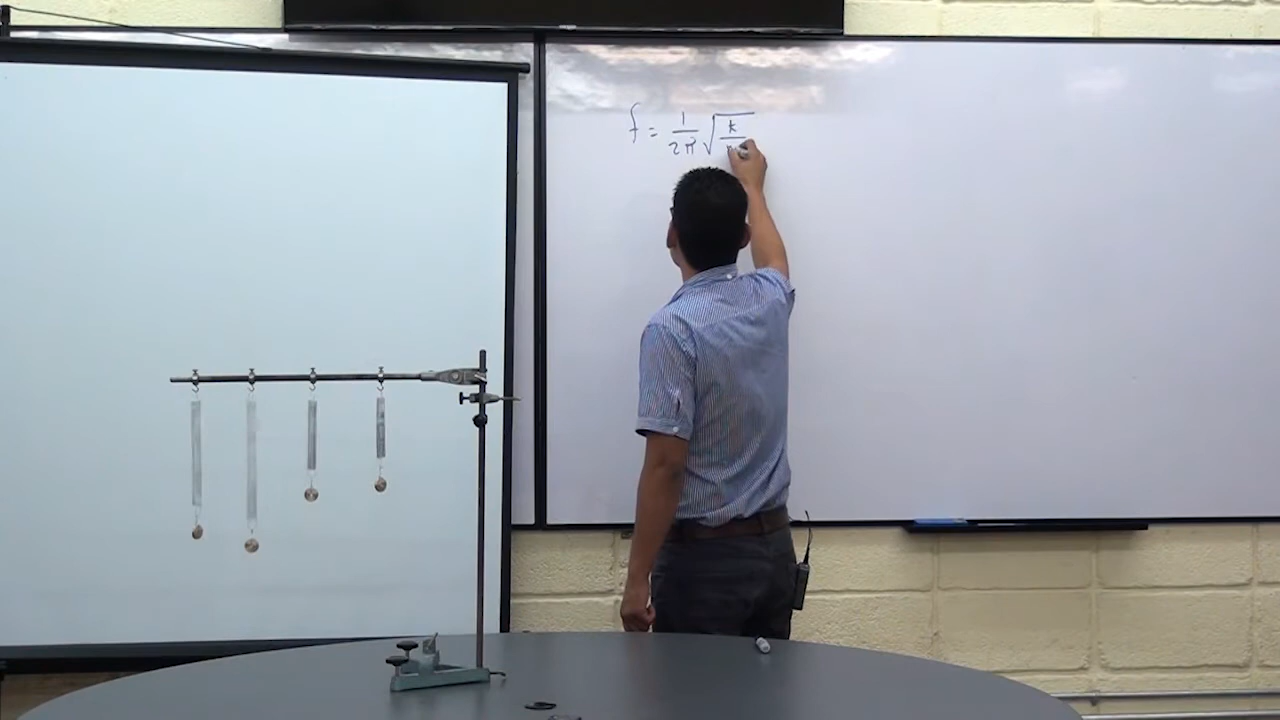 f = 1/2π √k/m